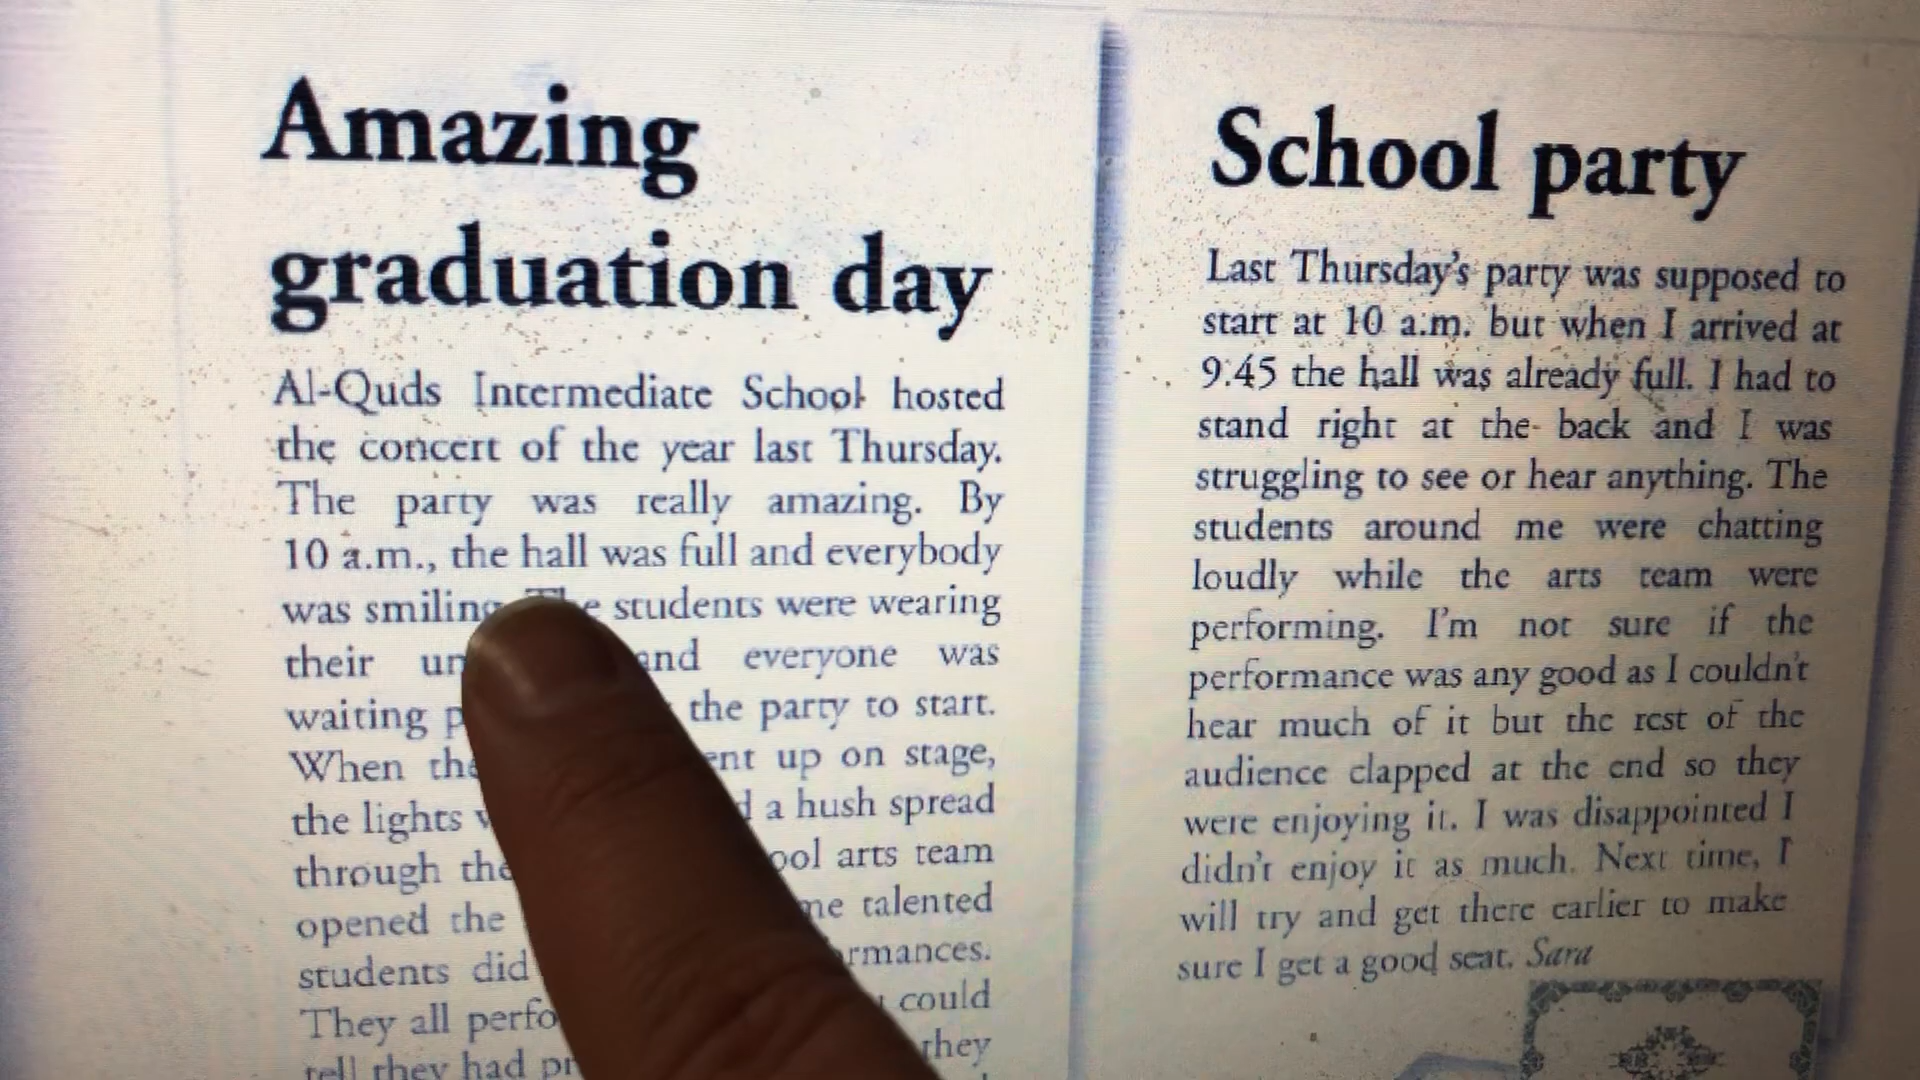 Amazing
graduation day
Al-Quds Intermediate School hosted
the concert of the year last Thursday.
The party was really amazing. By
10 a.m., the hall was full and everybody
was smiling The students were wearing
their and everyone was
waiting the party to start.
When up on stage,
the lights a hush spread
through arts team
opened the talented
students did
They all could
tell they had they
School party
Last Thursday's party was supposed to
start at 10 a.m. but when I arrived at
9:45 the hall was already full. I had to
stand right at the back and I was
struggling to see or hear anything. The
students around me were chatting
loudly while the arts team were
performing. I'm not sure if the
performance was any good as I couldn't
hear much of it but the rest of the
audience clapped at the end so they
were enjoying it. I was disappointed I
didn't enjoy it as much. Next time, I
will try and get there earlier to make
sure I get a good seat. Sara